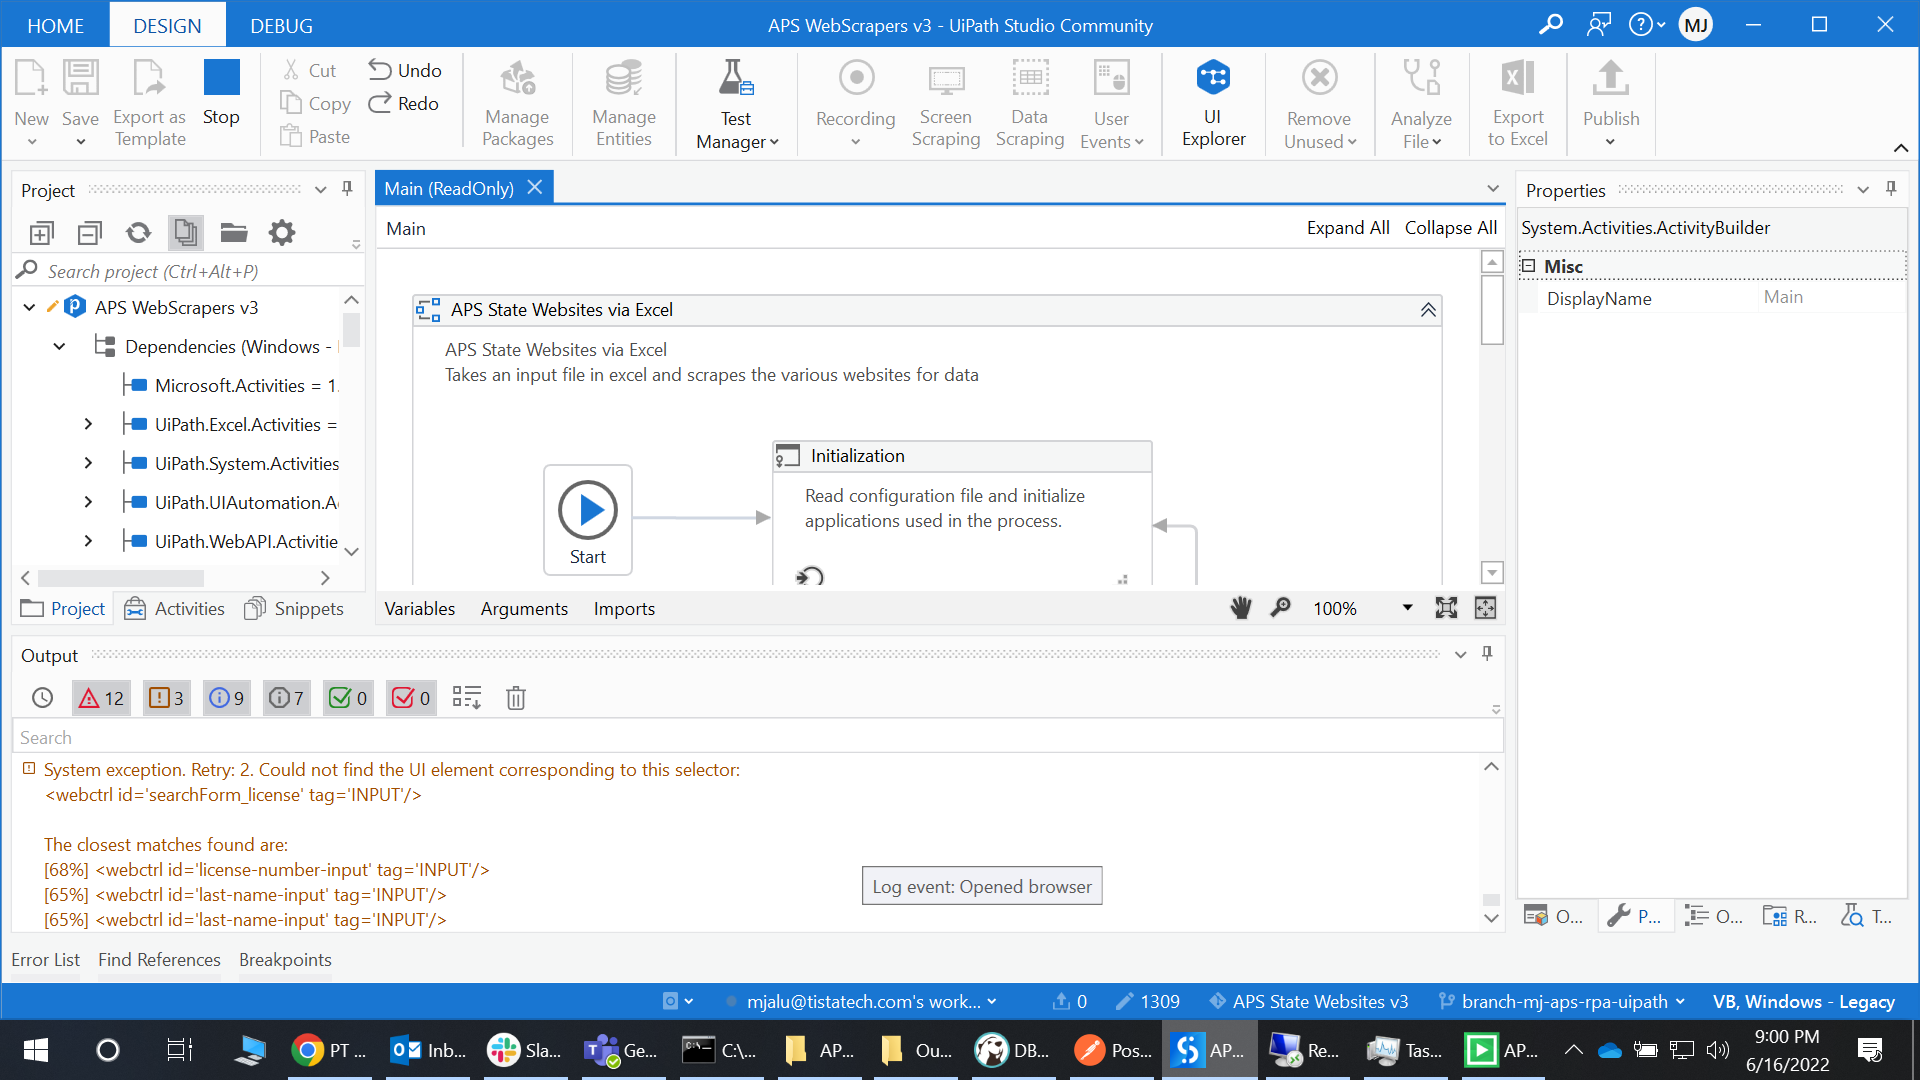 HOME
DESIGN
DEBUG
APS WebScrapers v3 - UiPath Studio Community
MJ
New
Save
Export as Template
Stop
Cut
Copy
Paste
Undo
Redo
Manage Packages
Manage Entities
Test Manager
Recording
Screen Scraping
Data Scraping
User Events
UI Explorer
Remove Unused
Analyze File
Export to Excel
Publish
Project
Search project (Ctrl+Alt+P)
APS WebScrapers v3
Dependencies (Windows -
Microsoft.Activities = 1.
UiPath.Excel.Activities =
UiPath.System.Activities
UiPath.UIAutomation.A
UiPath.WebAPI.Activitie
Project
Activities
Snippets
Main (ReadOnly)
Main
Expand All
Collapse All
APS State Websites via Excel
APS State Websites via Excel
Takes an input file in excel and scrapes the various websites for data
Start
Initialization
Read configuration file and initialize
applications used in the process.
Variables
Arguments
Imports
100%
Properties
System.Activities.ActivityBuilder
Misc
DisplayName
Main
O...
P...
O...
R...
T...
Output
12
3
9
7
0
0
Search
System exception. Retry: 2. Could not find the UI element corresponding to this selector:
<webctrl id='searchForm_license' tag='INPUT'/>
The closest matches found are:
[68%] <webctrl id='license-number-input' tag='INPUT'/>
[65%] <webctrl id='last-name-input' tag='INPUT'/>
[65%] <webctrl id='last-name-input' tag='INPUT'/>
Log event: Opened browser
Error List
Find References
Breakpoints
mjalu@tistatech.com's work...
0
1309
APS State Websites v3
branch-mj-aps-rpa-uipath
VB, Windows - Legacy
PT ...
Inb...
Sla...
Ge...
C:\...
AP...
Ou...
DB...
Pos...
AP...
Re...
Tas...
AP...
9:00 PM
6/16/2022